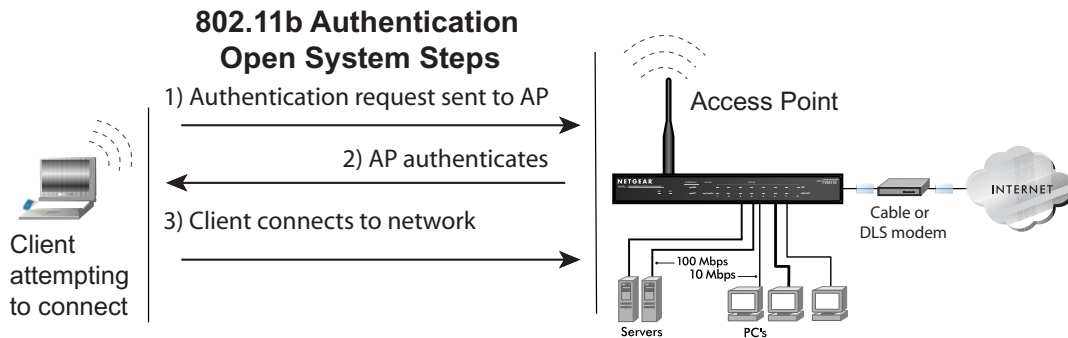 802.11b Authentication
Open System Steps
1) Authentication request sent to AP
2) AP authenticates
3) Client connects to network
Client
attempting
to connect
Access Point
NETGEAR
INTERNET
Cable or
DLS modem
100 Mbps
10 Mbps
Servers
PC's